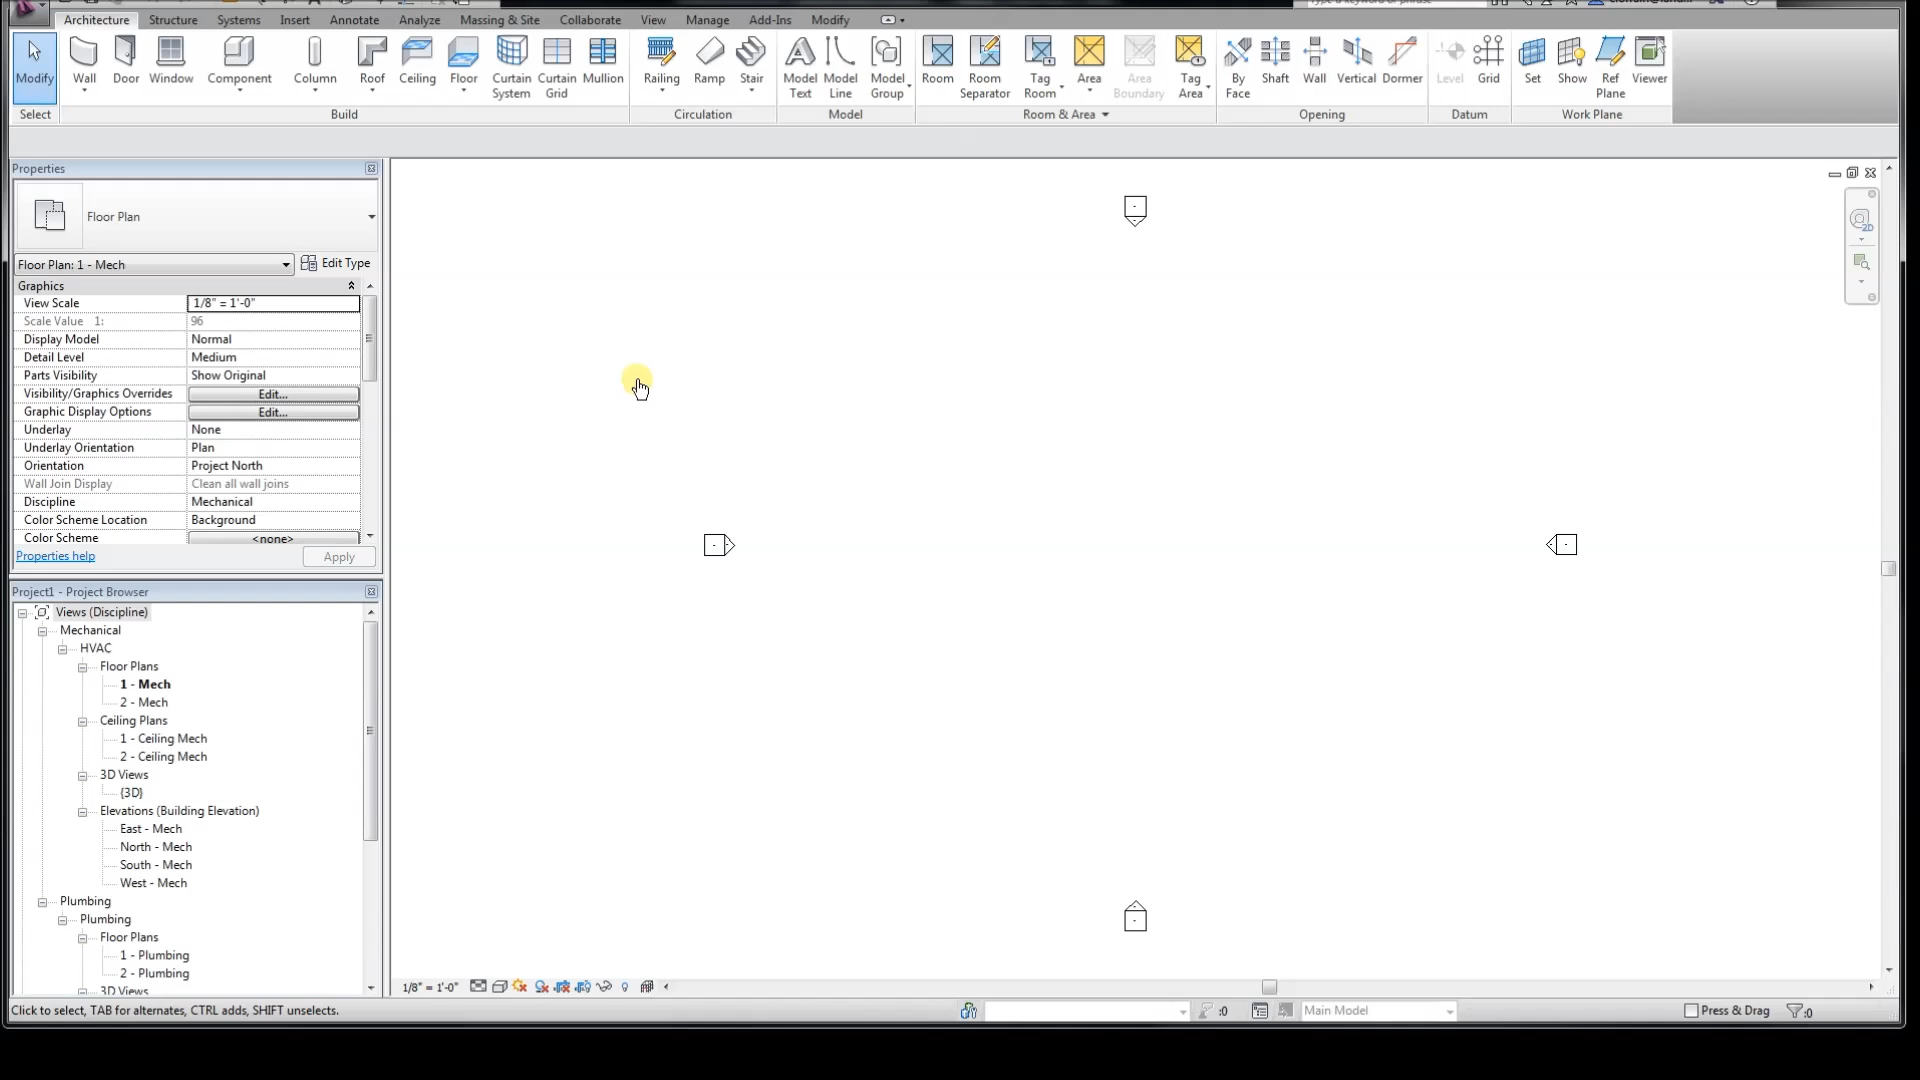 Architecture Structure Systems Insert Annotate Analyze Massing & Site Collaborate View Manage Add-Ins Modify
Modify Wall Door Window Component Column Roof Ceiling Floor Curtain System Curtain Grid Mullion Railing Ramp Stair Model Text Model Line Model Group Room Room Separator Tag Room Area Area Boundary Tag Area By Face Shaft Wall Vertical Dormer Level Grid Set Show Ref Plane Viewer
Select Build Circulation Model Room & Area Opening Datum Work Plane
Properties
Floor Plan
Floor Plan: 1 - Mech Edit Type
Graphics
View Scale 1/8" = 1'-0"
Scale Value 1: 96
Display Model Normal
Detail Level Medium
Parts Visibility Show Original
Visibility/Graphics Overrides Edit...
Graphic Display Options Edit...
Underlay None
Underlay Orientation Plan
Orientation Project North
Wall Join Display Clean all wall joins
Discipline Mechanical
Color Scheme Location Background
Color Scheme <none>
Properties help Apply
Project1 - Project Browser
Views (Discipline)
Mechanical
HVAC
Floor Plans
1 - Mech
2 - Mech
Ceiling Plans
1 - Ceiling Mech
2 - Ceiling Mech
3D Views
{3D}
Elevations (Building Elevation)
East - Mech
North - Mech
South - Mech
West - Mech
Plumbing
Plumbing
Floor Plans
1 - Plumbing
2 - Plumbing
3D Views
2D
1/8" = 1'-0"
Click to select, TAB for alternates, CTRL adds, SHIFT unselects. :0 Main Model Press & Drag :0